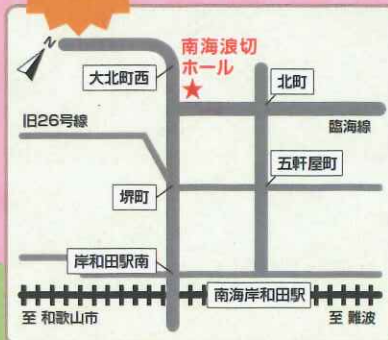 N
南海浪切
ホール
★
大北町西
北町
旧26号線
臨海線
五軒屋町
堺町
岸和田駅南
南海岸和田駅
至 和歌山市
至 難波